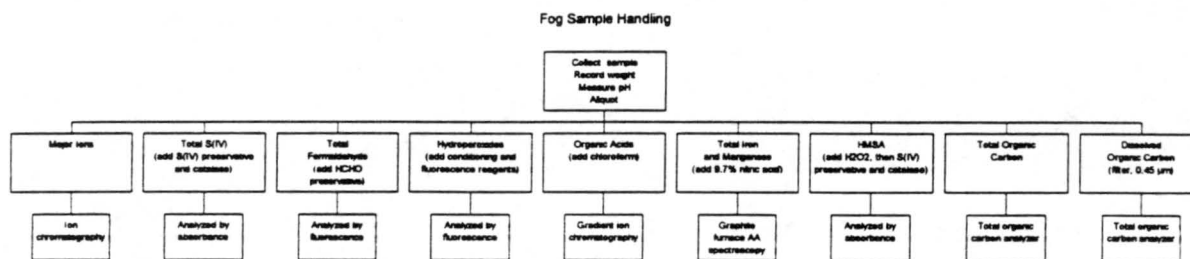 Fog Sample Handling
Collect sample
Record weight
Measure pH
Aliquot
Major Ions
Total S(IV)
(add S(IV) preservative
and catalase)
Total
Formaldehyde
(add HCHO
preservative)
Hydroperoxides
(add conditioning and
fluorescence reagents)
Organic Acids
(add chloroform)
Total Iron
and Manganese
(add 9.7% nitric acid)
HMSA
(add H2O2, then S(IV)
preservative and catalase)
Total Organic
Carbon
Dissolved
Organic Carbon
(filter, 0.45 µm)
Ion
chromatography
Analyzed by
absorbance
Analyzed by
fluorescence
Analyzed by
fluorescence
Gradient ion
chromatography
Graphite
furnace AA
spectroscopy
Analyzed by
absorbance
Total organic
carbon analyzer
Total organic
carbon analyzer